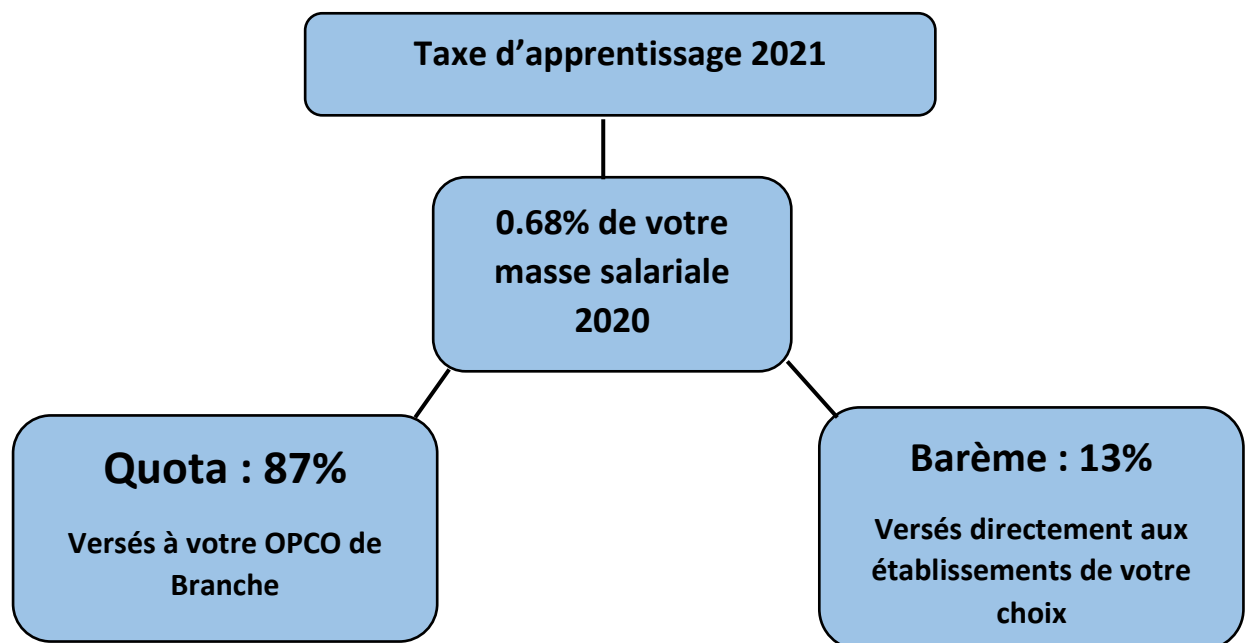 Taxe d’apprentissage 2021
0.68% de votre
masse salariale
2020
Quota : 87%
Versés à votre OPCO de
Branche
Barème : 13%
Versés directement aux
établissements de votre
choix